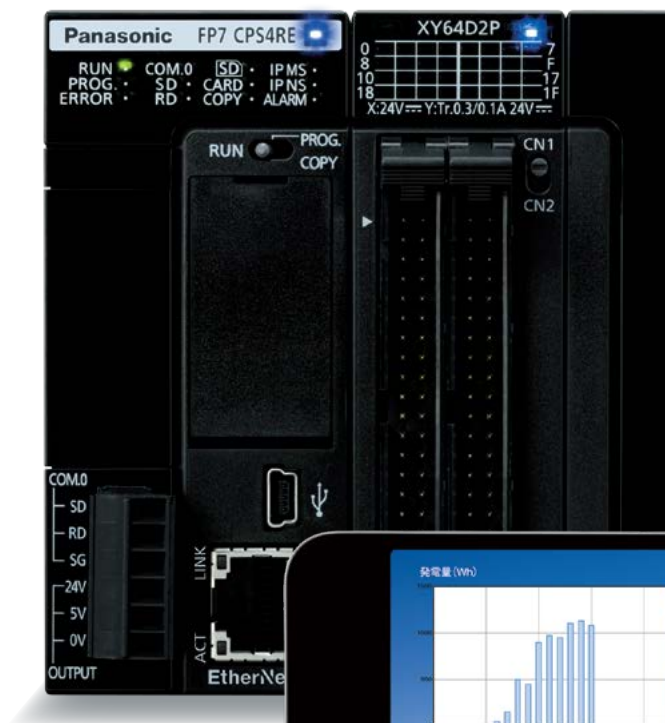 Panasonic FP7 CPS4RE
RUN COM.0 SD IPMS
PROG. SD CARD IPNS
ERROR RD COPY ALARM
XY64D2P
0 7
8 F
10 17
18 1F
X:24V⎓ Y:Tr.0.3/0.1A 24V⎓
RUN PROG.
COPY
CN1
CN2
COM.0
SD
RD
SG
24V
5V
0V
OUTPUT
LINK
ACT
EtherNe
発電量(Wh)
1500
1000